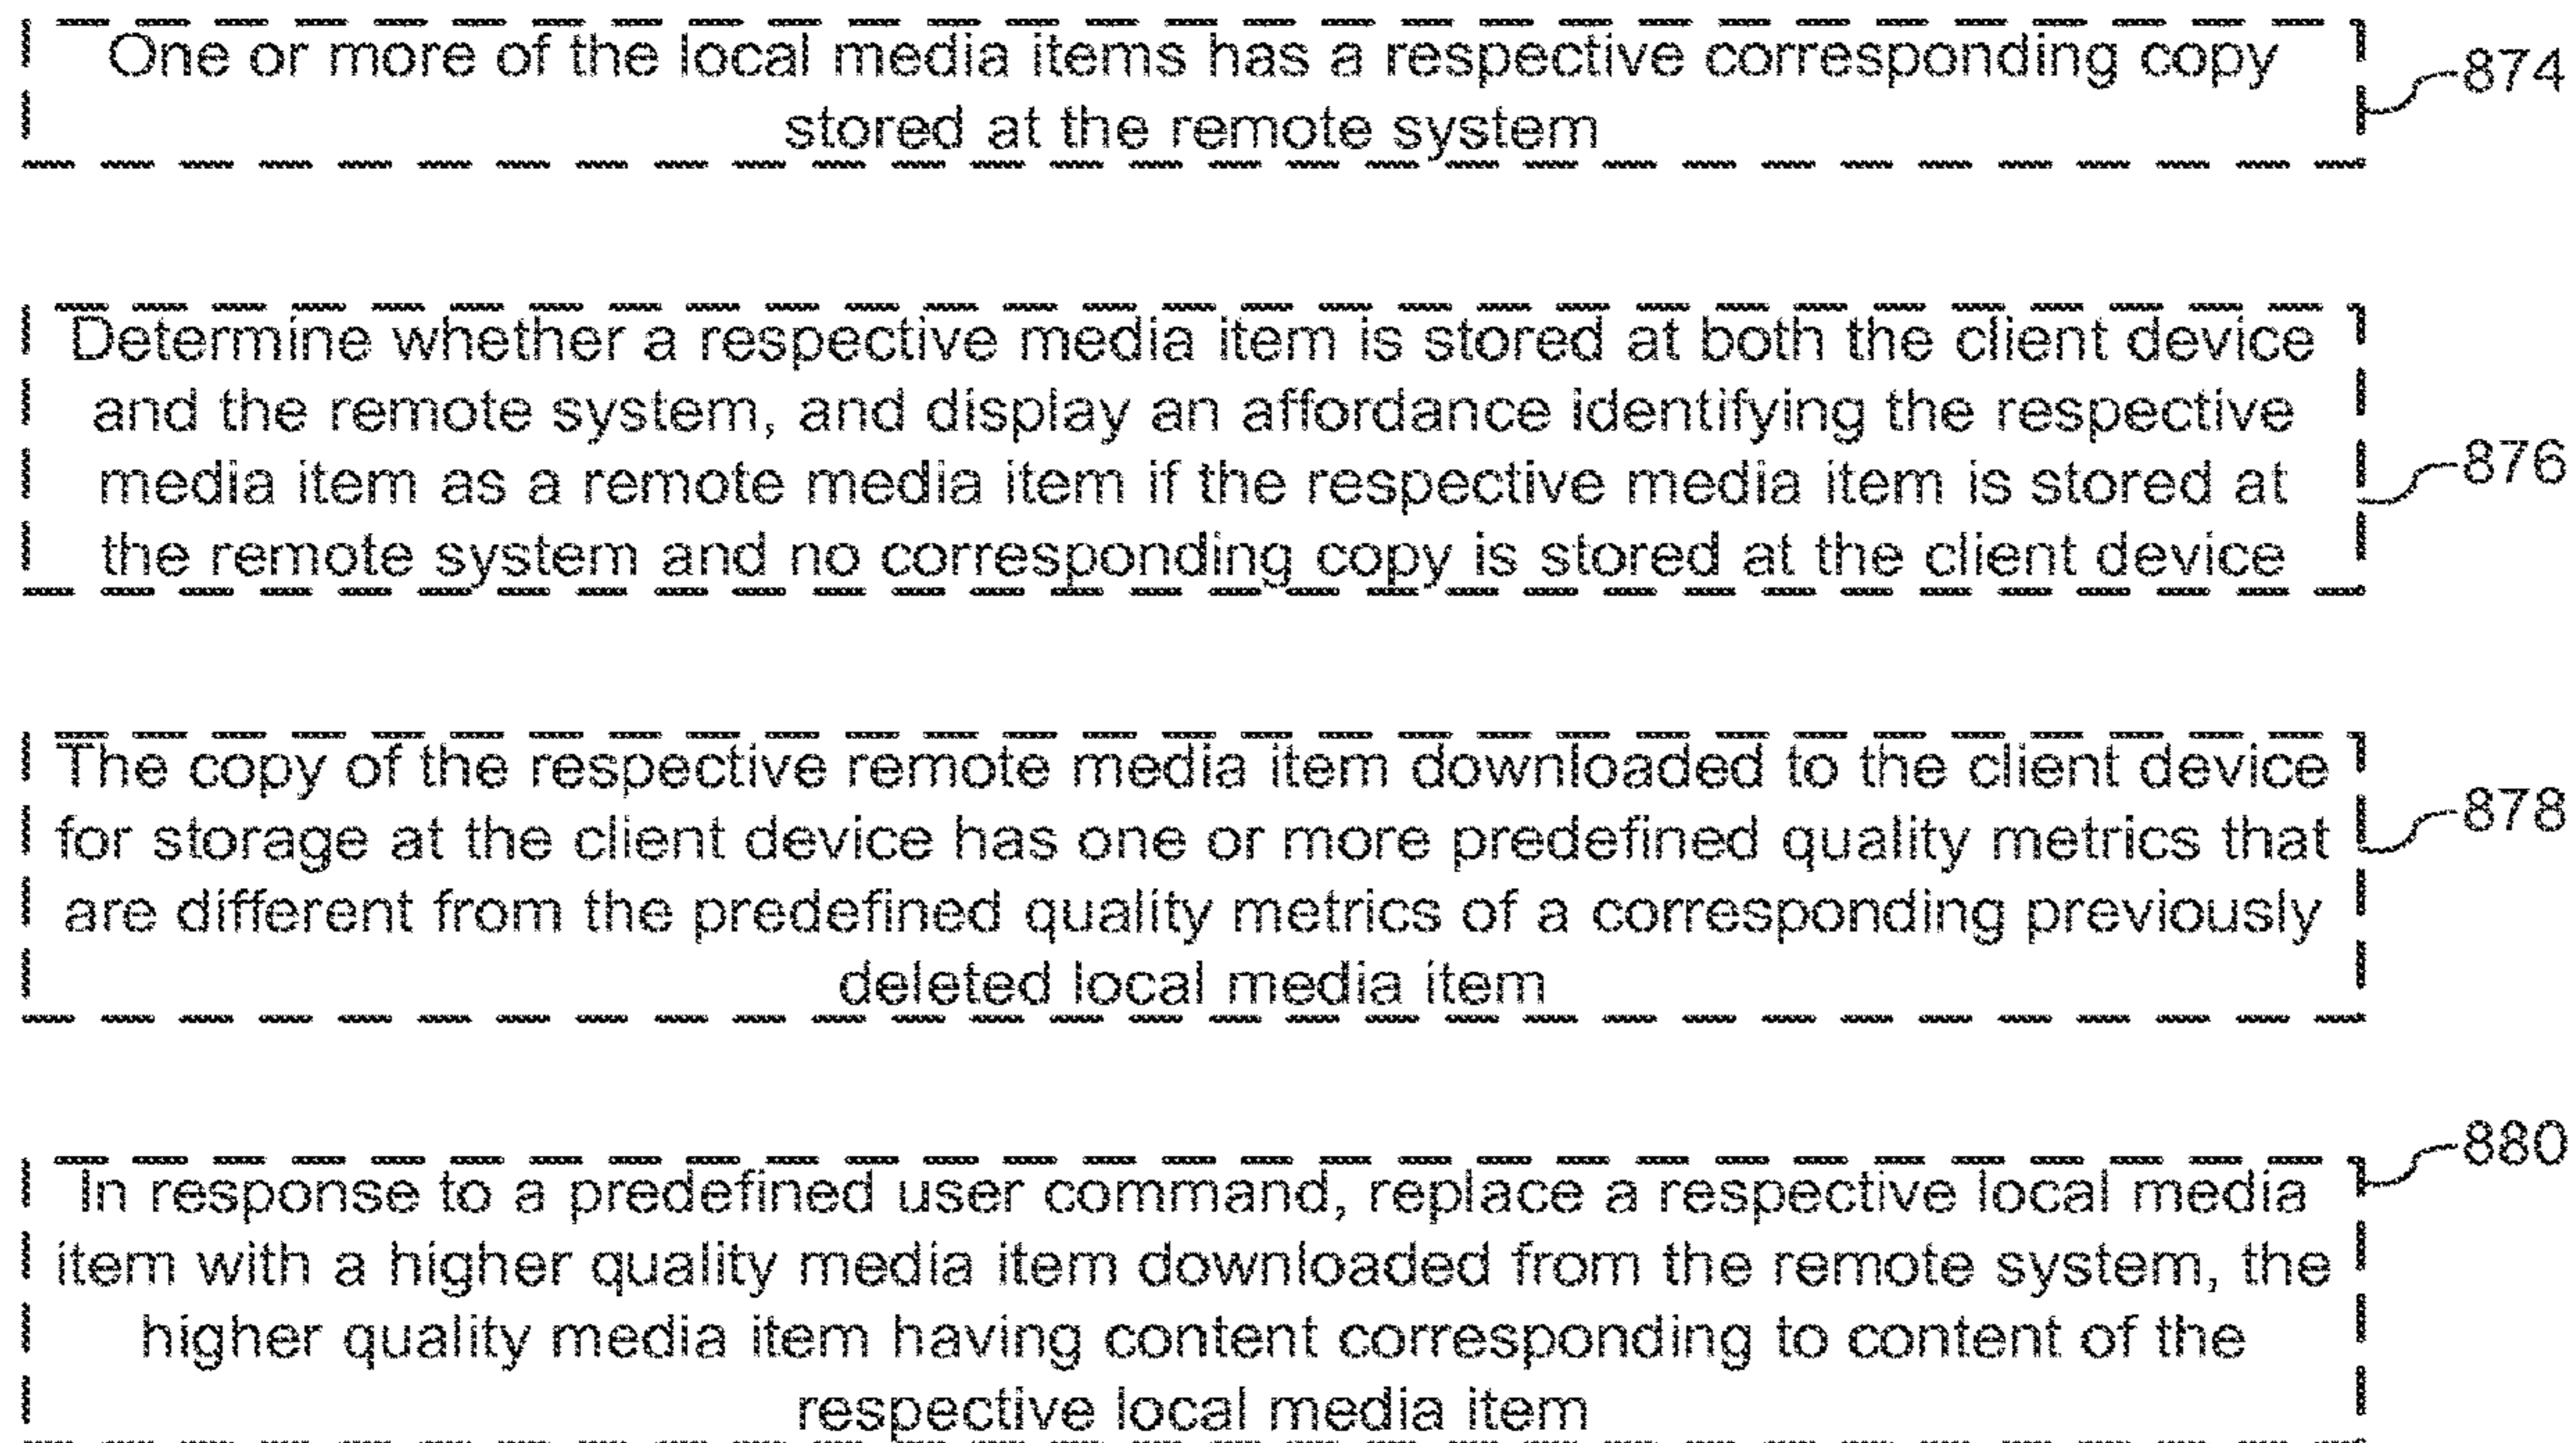 One or more of the local media items has a respective corresponding copy
stored at the remote system
874
Determine whether a respective media item is stored at both the client device
and the remote system, and display an affordance identifying the respective
media item as a remote media item if the respective media item is stored at
the remote system and no corresponding copy is stored at the client device
876
The copy of the respective remote media item downloaded to the client device
for storage at the client device has one or more predefined quality metrics that
are different from the predefined quality metrics of a corresponding previously
deleted local media item
878
In response to a predefined user command, replace a respective local media
item with a higher quality media item downloaded from the remote system, the
higher quality media item having content corresponding to content of the
respective local media item
880